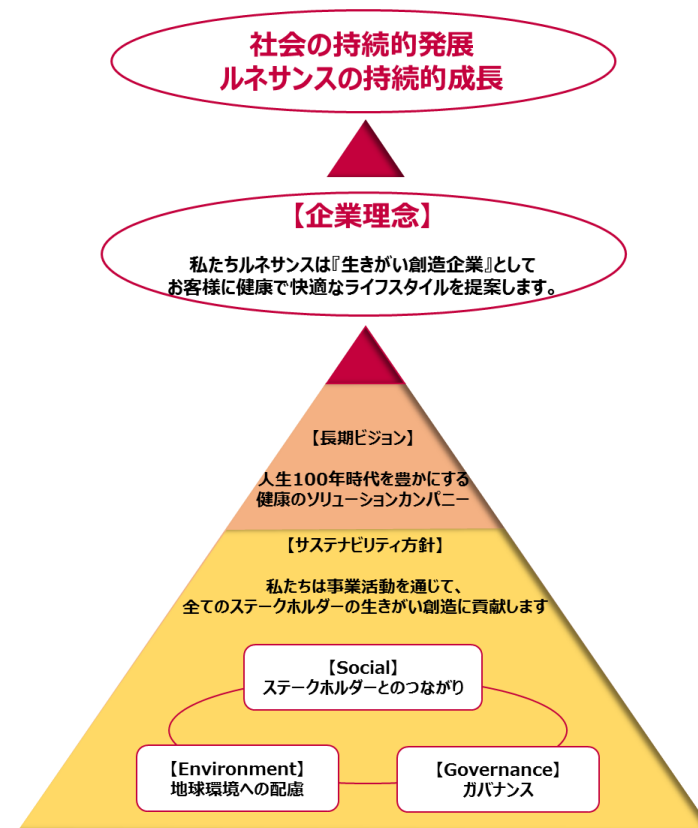 社会の持続的発展
ルネサンスの持続的成長
【企業理念】
私たちルネサンスは『生きがい創造企業』として
お客様に健康で快適なライフスタイルを提案します。
【長期ビジョン】
人生100年時代を豊かにする
健康のソリューションカンパニー
【サステナビリティ方針】
私たちは事業活動を通じて、
全てのステークホルダーの生きがい創造に貢献します
【Social】
ステークホルダーとのつながり
【Environment】
地球環境への配慮
【Governance】
ガバナンス